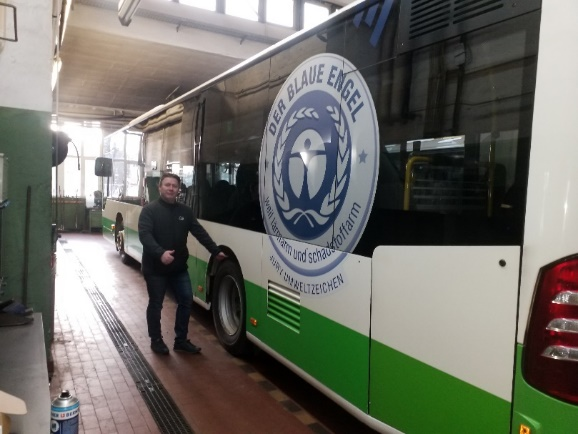 DER BLAUE ENGEL
weil lärmarm und schadstoffarm
JURY UMWELTZEICHEN